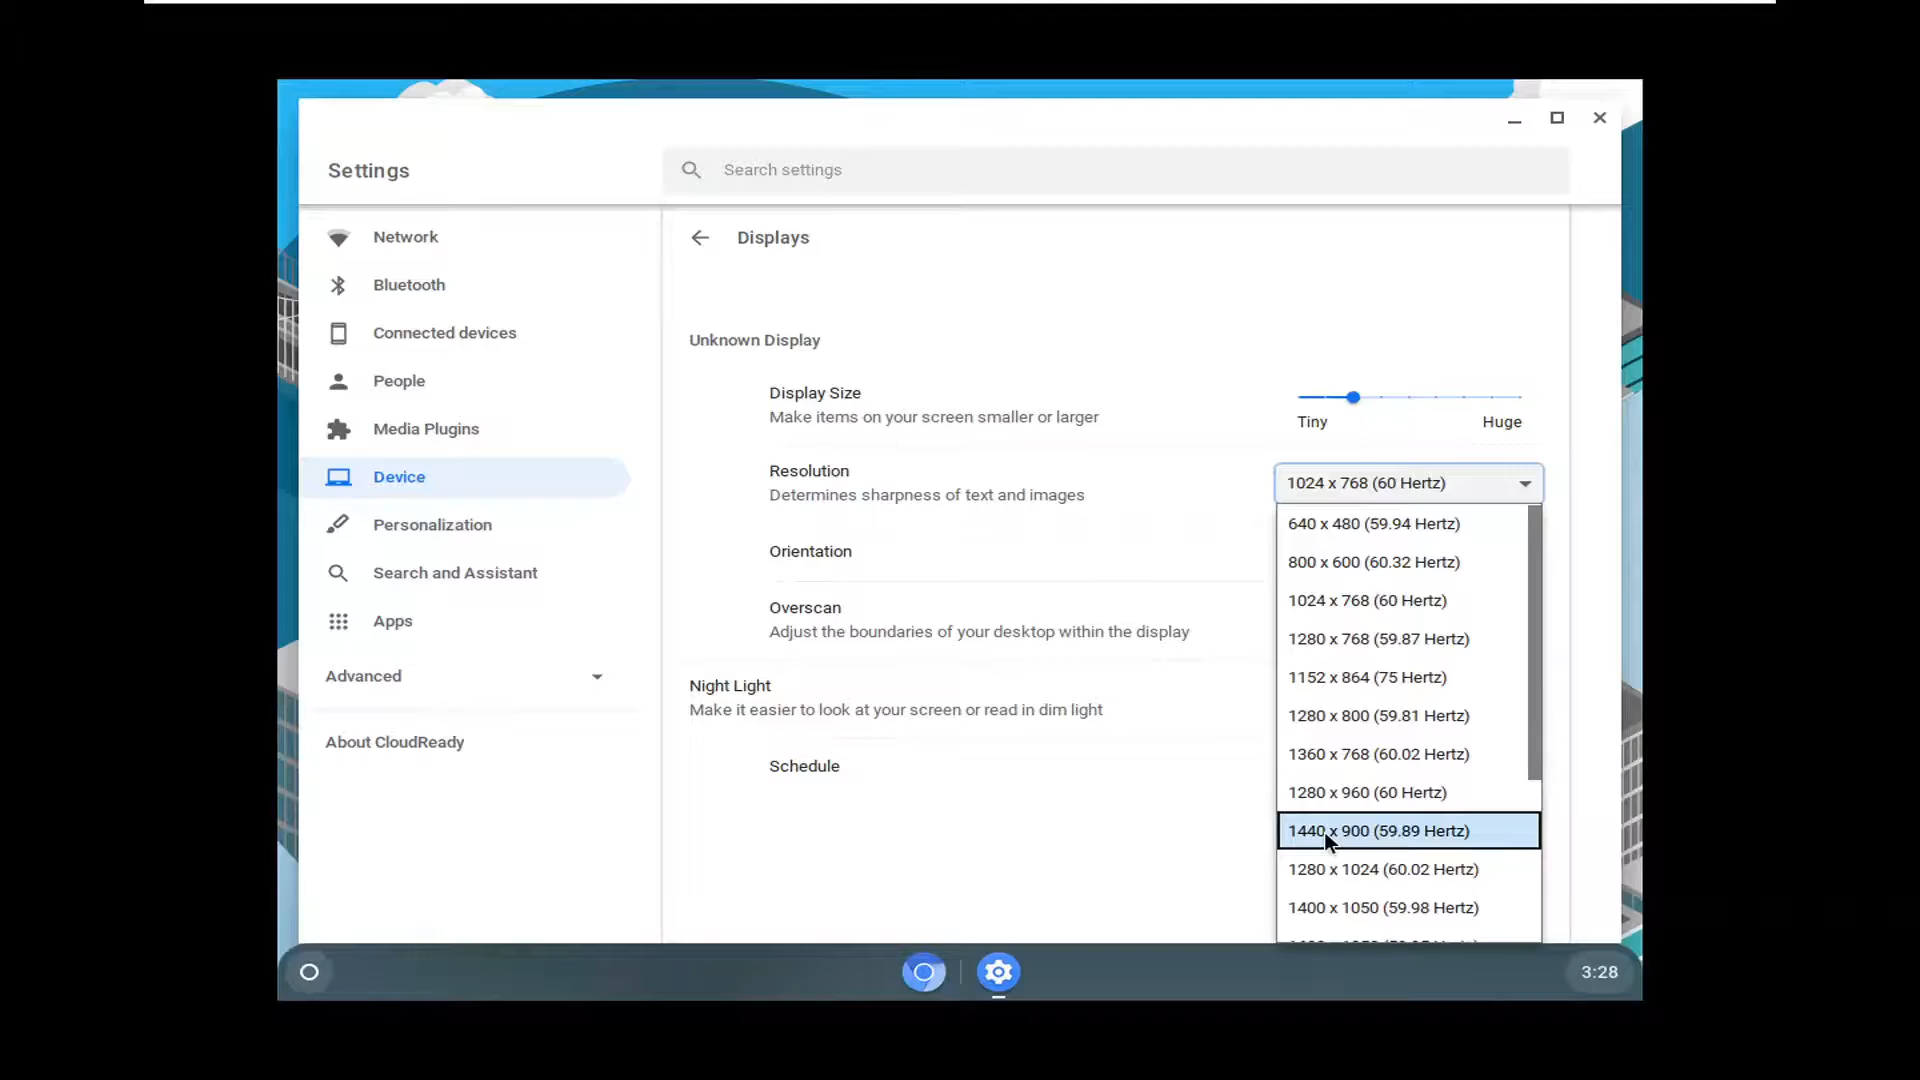 Settings
Search settings
Network
Bluetooth
Connected devices
People
Media Plugins
Device
Personalization
Search and Assistant
Apps
Advanced
About CloudReady
Displays
Unknown Display
Display Size
Make items on your screen smaller or larger
Tiny
Huge
Resolution
Determines sharpness of text and images
1024 x 768 (60 Hertz)
640 x 480 (59.94 Hertz)
800 x 600 (60.32 Hertz)
1024 x 768 (60 Hertz)
1280 x 768 (59.87 Hertz)
1152 x 864 (75 Hertz)
1280 x 800 (59.81 Hertz)
1360 x 768 (60.02 Hertz)
1280 x 960 (60 Hertz)
1440 x 900 (59.89 Hertz)
1280 x 1024 (60.02 Hertz)
1400 x 1050 (59.98 Hertz)
Orientation
Overscan
Adjust the boundaries of your desktop within the display
Night Light
Make it easier to look at your screen or read in dim light
Schedule
3:28